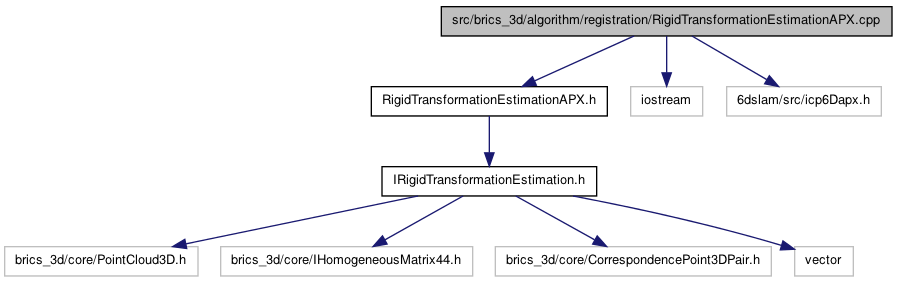 src/brics_3d/algorithm/registration/RigidTransformationEstimationAPX.cpp
RigidTransformationEstimationAPX.h
iostream
6dslam/src/icp6Dapx.h
IRigidTransformationEstimation.h
brics_3d/core/PointCloud3D.h
brics_3d/core/IHomogeneousMatrix44.h
brics_3d/core/CorrespondencePoint3DPair.h
vector